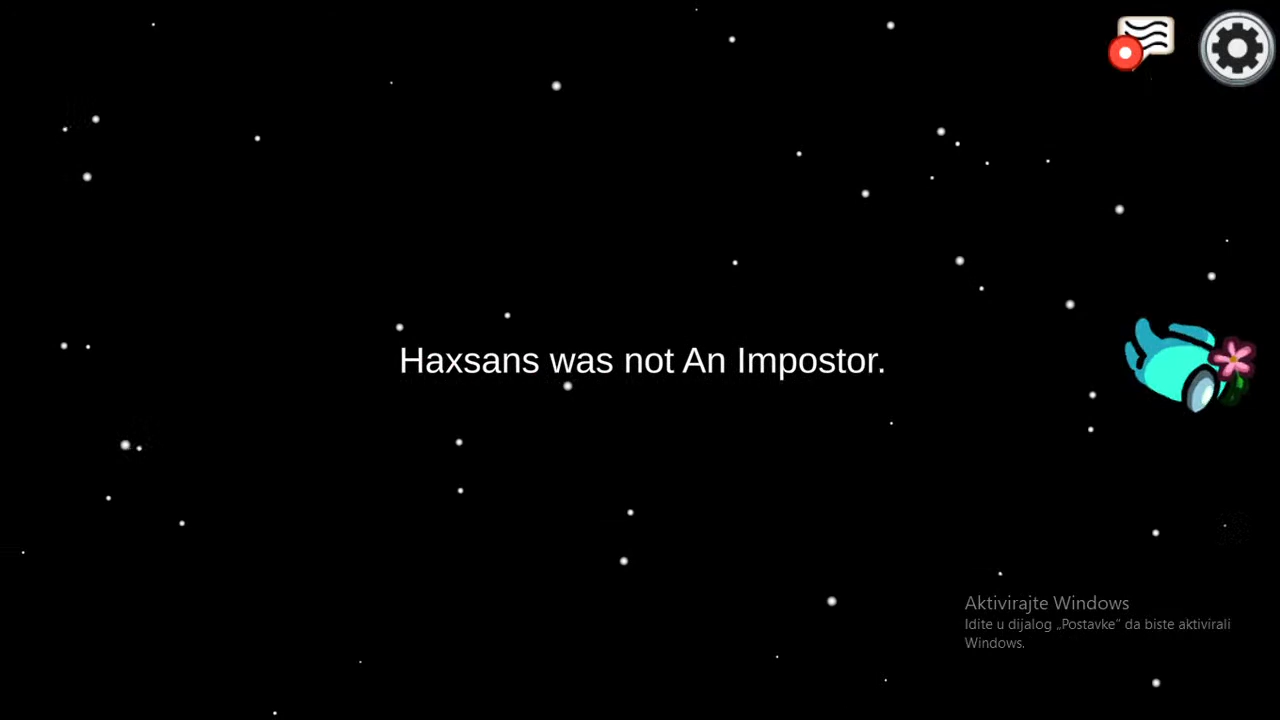 Haxsans was not An Impostor.
Aktivirajte Windows
Idite u dijalog „Postavke“ da biste aktivirali
Windows.